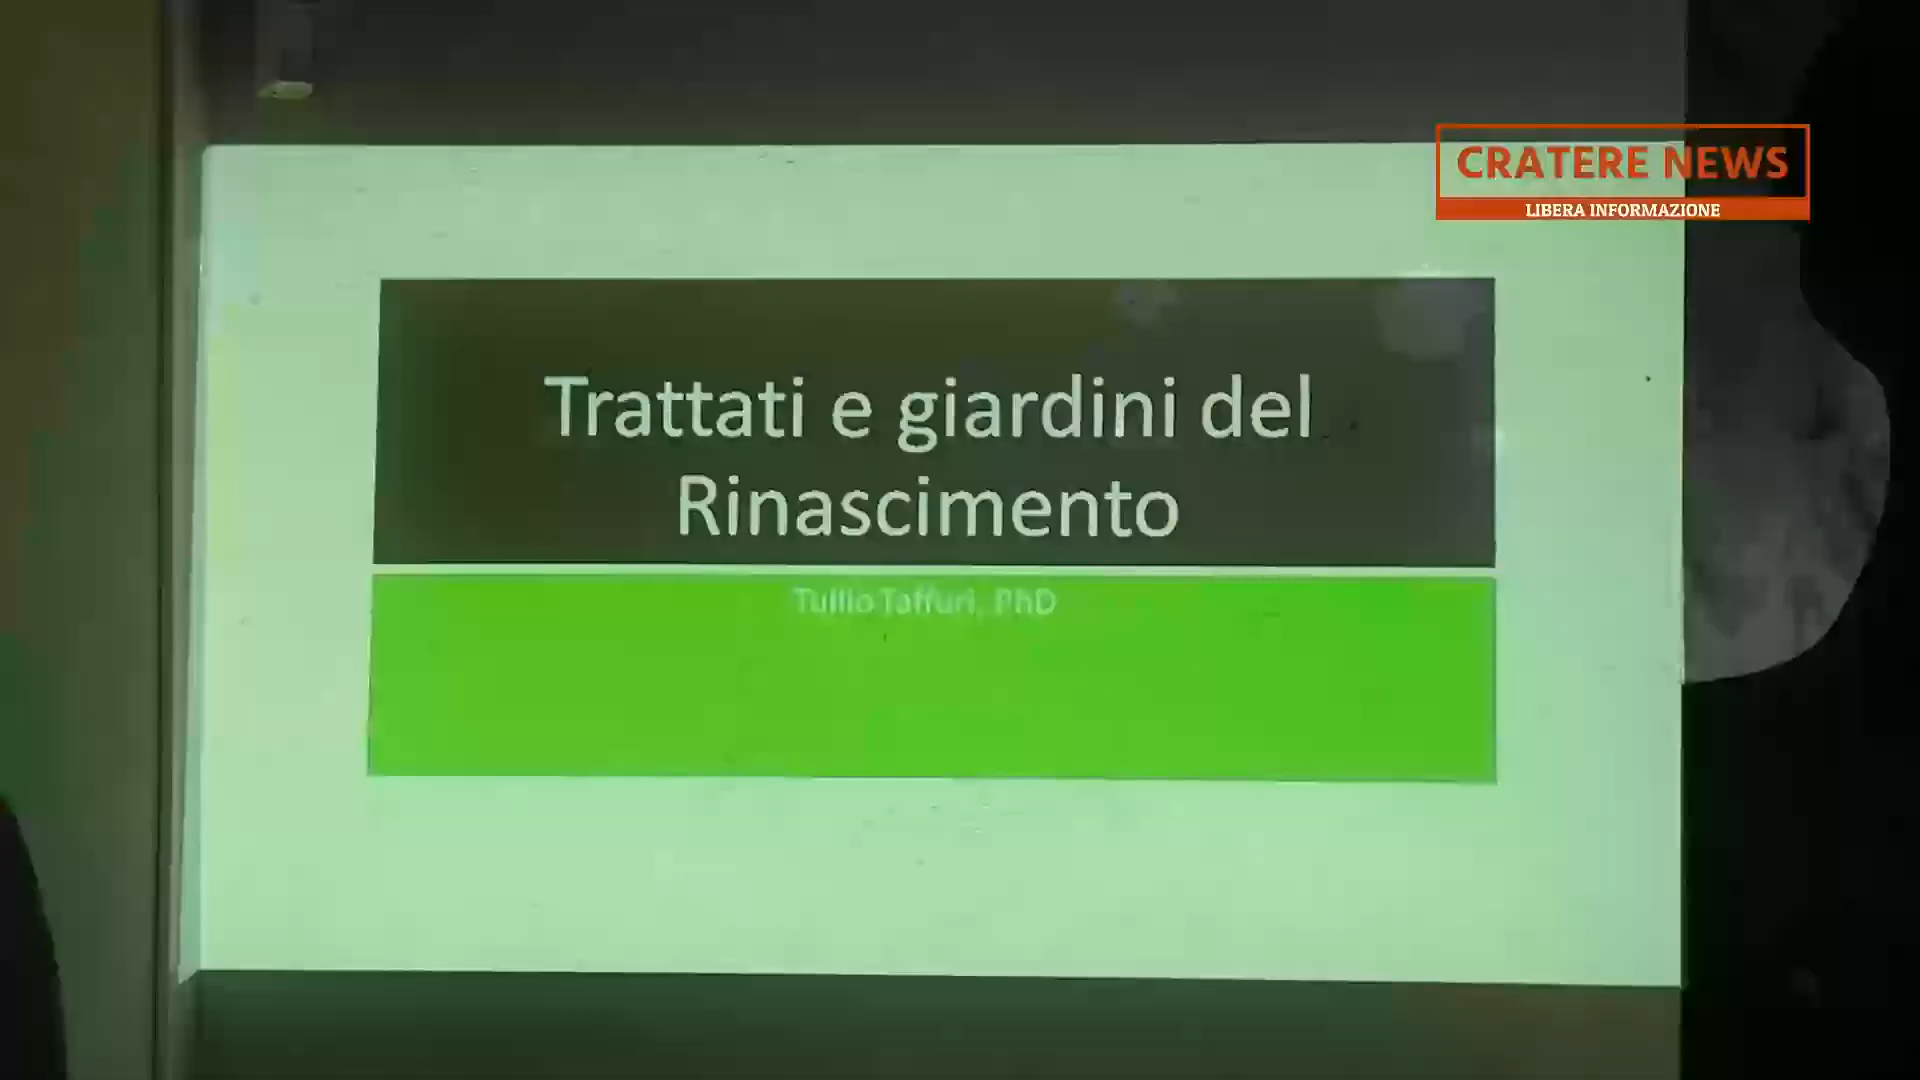 CRATERE NEWS
LIBERA INFORMAZIONE
Trattati e giardini del
Rinascimento
Tullio Taffuri, PhD